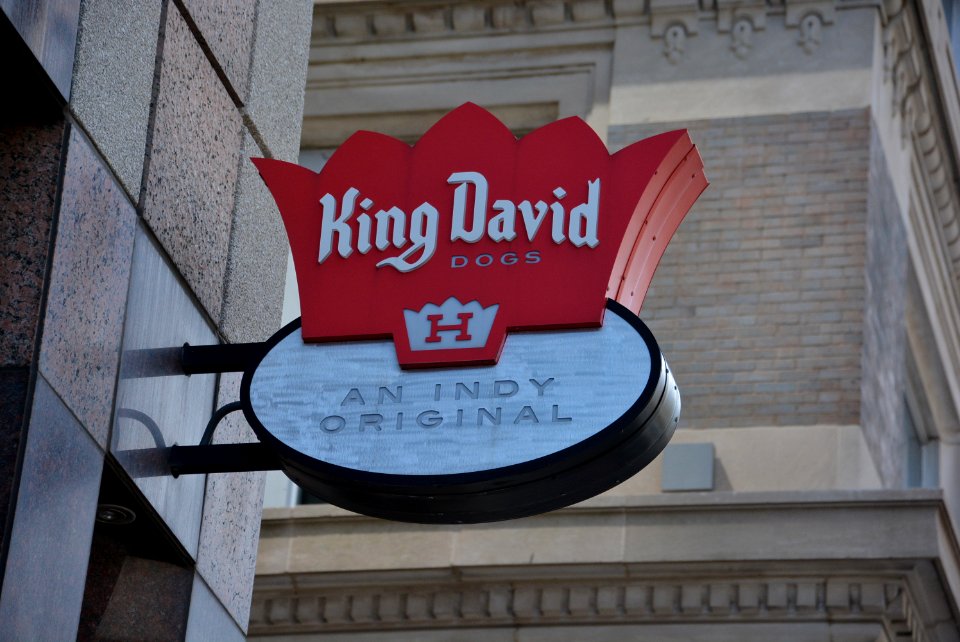 King David
DOGS
H
AN INDY
ORIGINAL